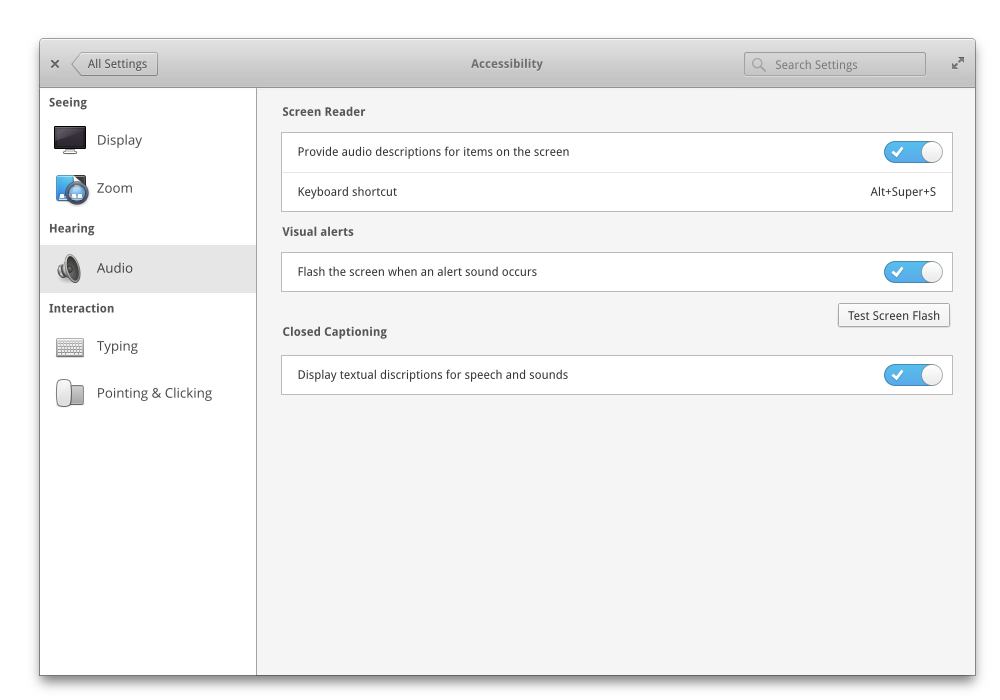 All Settings
Accessibility
Search Settings
Seeing
Display
Zoom
Hearing
Audio
Interaction
Typing
Pointing & Clicking
Screen Reader
Provide audio descriptions for items on the screen
Keyboard shortcut Alt+Super+S
Visual alerts
Flash the screen when an alert sound occurs
Test Screen Flash
Closed Captioning
Display textual discriptions for speech and sounds